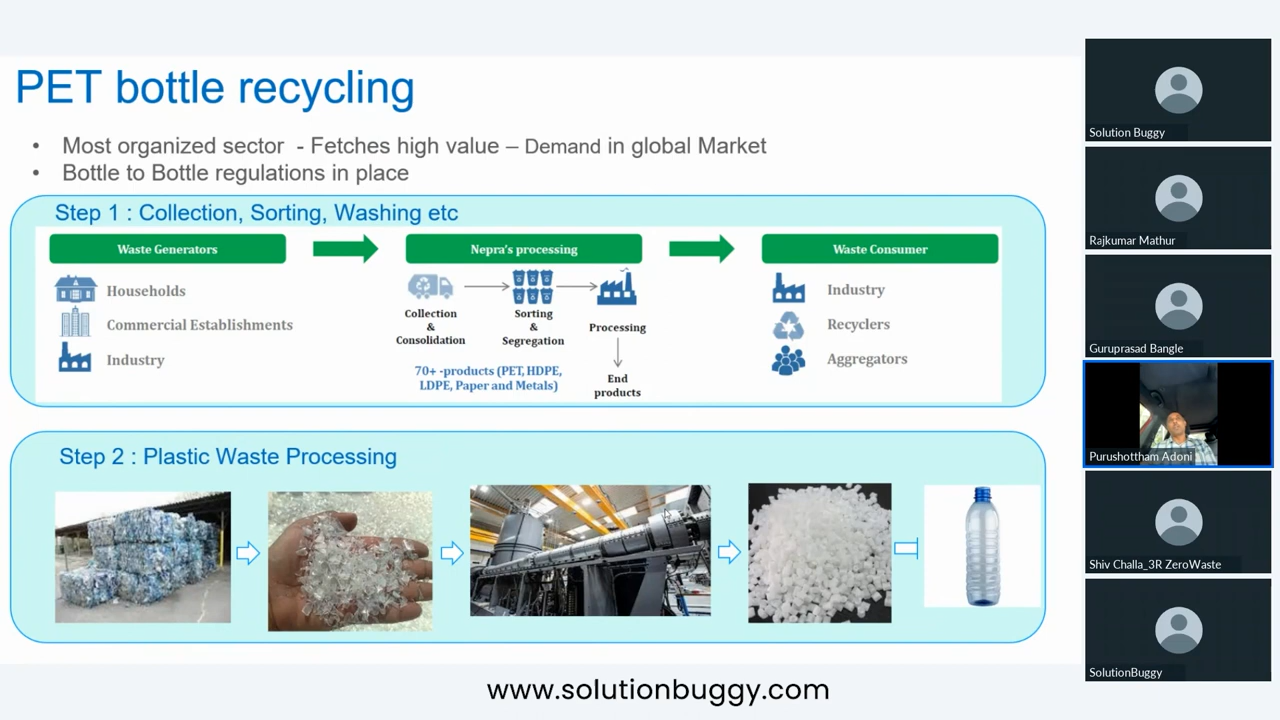 PET bottle recycling
• Most organized sector - Fetches high value – Demand in global Market
• Bottle to Bottle regulations in place
Step 1 : Collection, Sorting, Washing etc
Waste Generators
Households
Commercial Establishments
Industry
Nepra's processing
Collection
&
Consolidation
Sorting
&
Segregation
Processing
70+ -products (PET, HDPE,
LDPE, Paper and Metals)
End
products
Waste Consumer
Industry
Recyclers
Aggregators
Step 2 : Plastic Waste Processing
www.solutionbuggy.com
Solution Buggy
Rajkumar Mathur
Guruprasad Bangle
Purushottham Adoni
Shiv Challa_3R ZeroWaste
SolutionBuggy